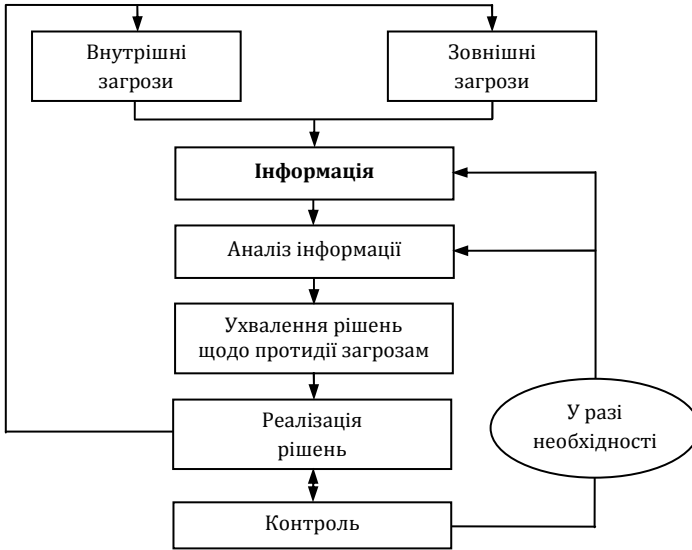 Внутрішні
загрози
Зовнішні
загрози
Інформація
Аналіз інформації
Ухвалення рішень
щодо протидії загрозам
Реалізація
рішень
У разі
необхідності
Контроль